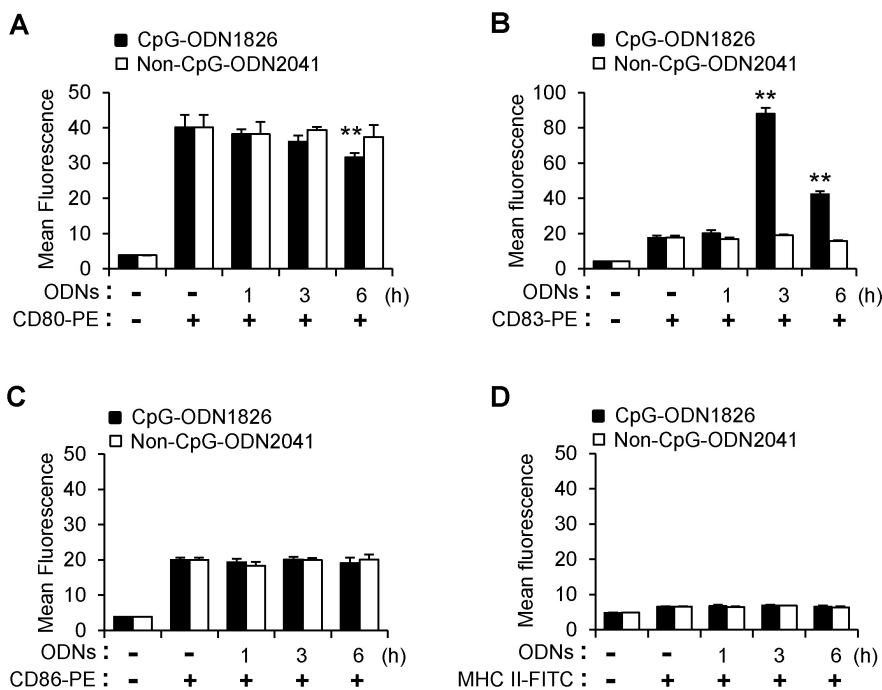 A
CpG-ODN1826
Non-CpG-ODN2041
Mean Fluorescence
50
40
30
20
10
0
**
ODNs : - - 1 3 6 (h)
CD80-PE : - + + + +
B
CpG-ODN1826
Non-CpG-ODN2041
Mean fluorescence
100
80
60
40
20
0
**
**
ODNs : - - 1 3 6 (h)
CD83-PE : - + + + +
C
CpG-ODN1826
Non-CpG-ODN2041
Mean Fluorescence
50
40
30
20
10
0
ODNs : - - 1 3 6 (h)
CD86-PE : - + + + +
D
CpG-ODN1826
Non-CpG-ODN2041
Mean fluorescence
50
40
30
20
10
0
ODNs : - - 1 3 6 (h)
MHC II-FITC : - + + + +